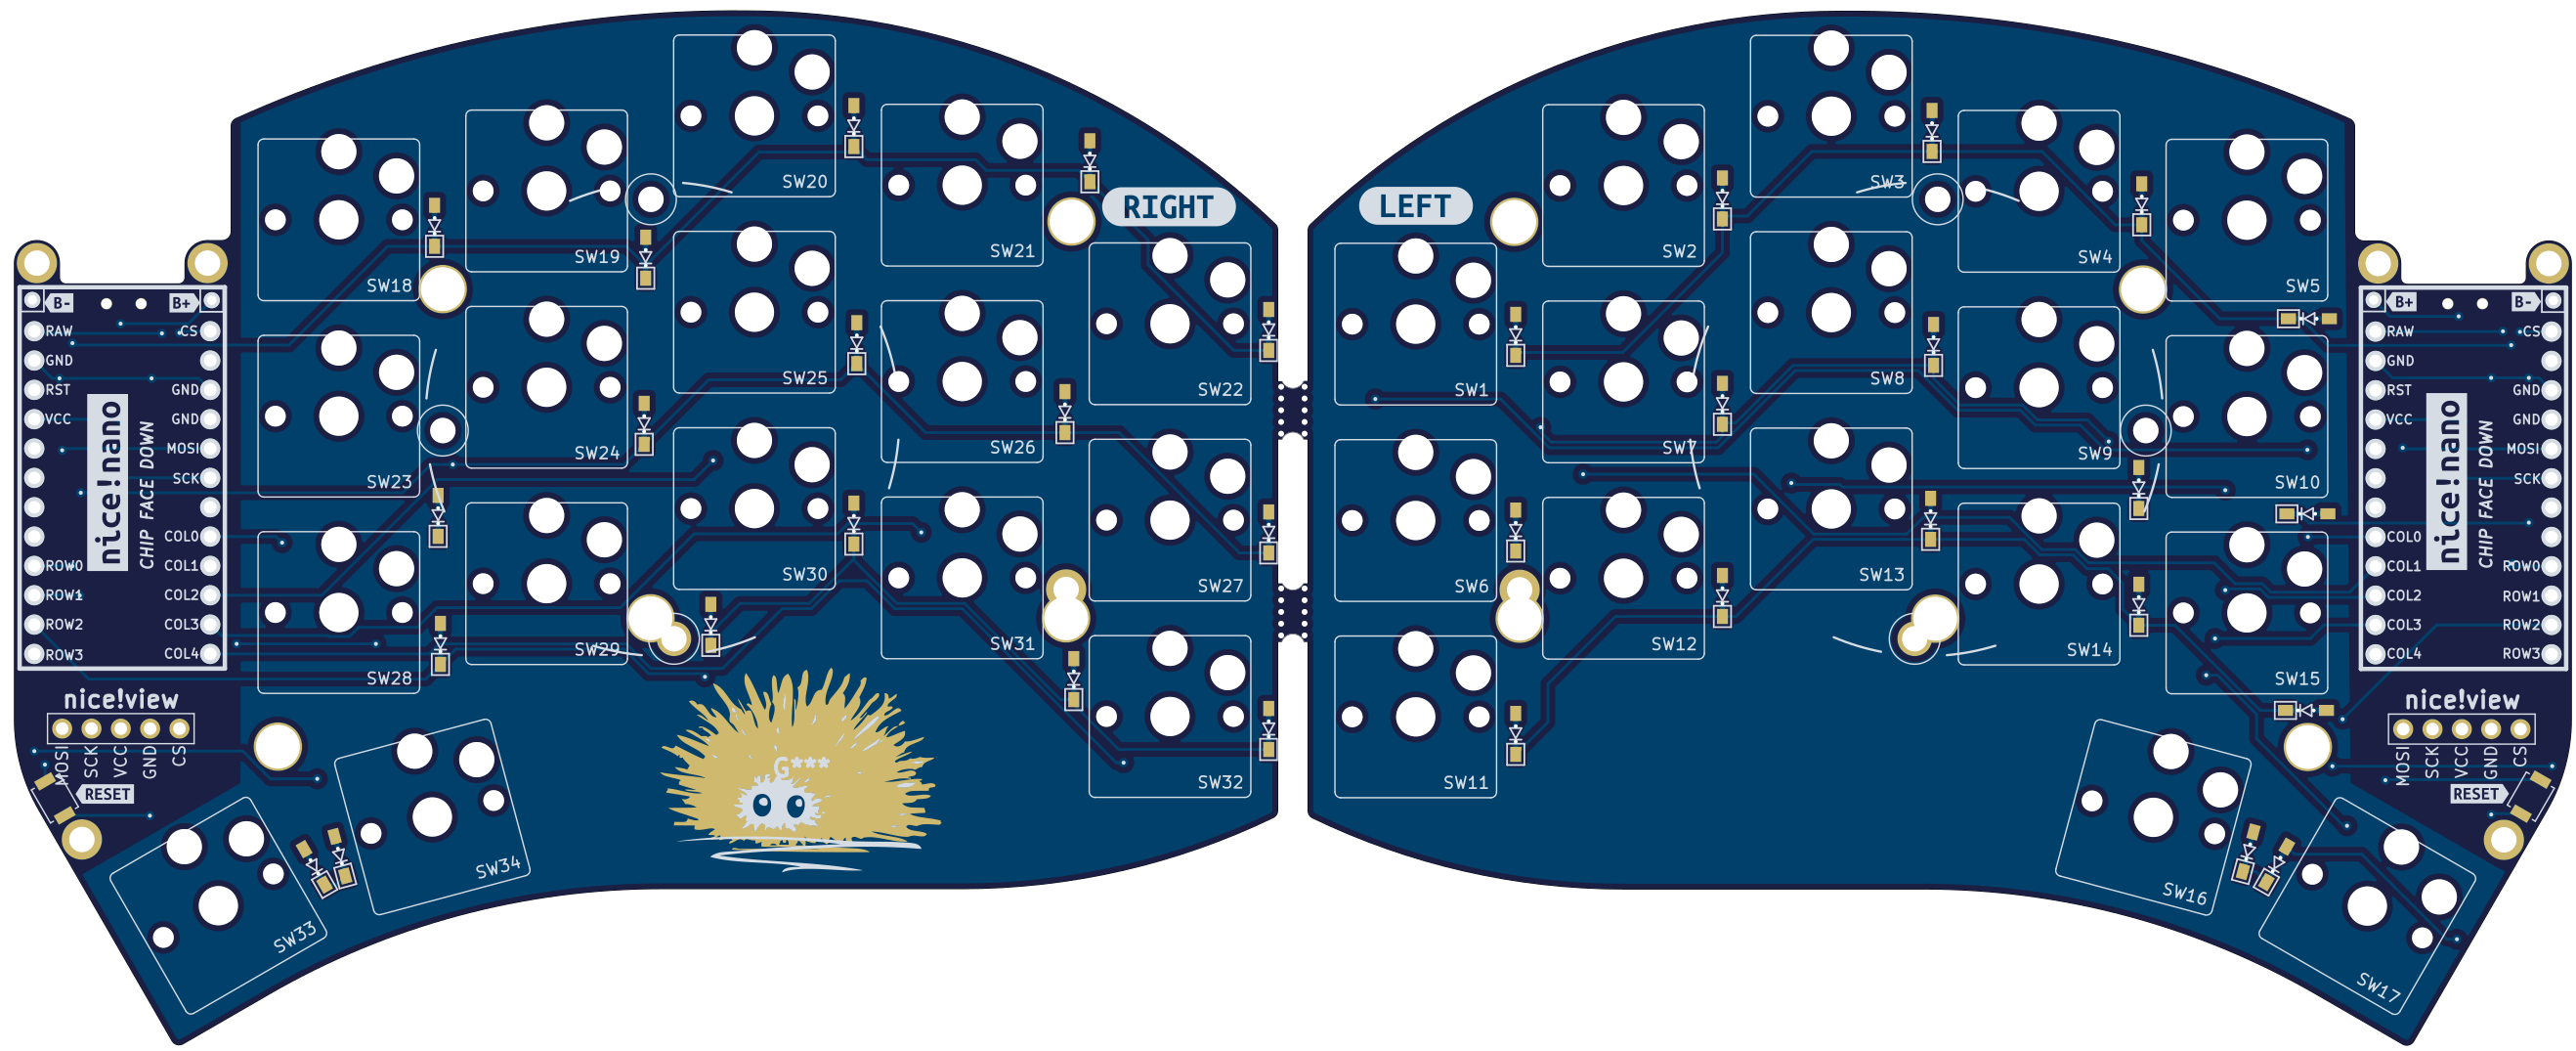 RIGHT
LEFT
SW20
SW19
SW21
SW18
SW25
SW22
SW24
SW26
SW23
SW30
SW27
SW29
SW31
SW28
SW32
SW34
SW33
B-
B+
RAW
CS
GND
RST
GND
VCC
GND
MOSI
SCK
COL0
ROW0
COL1
ROW1
COL2
ROW2
COL3
ROW3
COL4
nice!nano
CHIP FACE DOWN
nice!view
MOSI
SCK
VCC
GND
CS
RESET
G***
SW3
SW2
SW4
SW5
SW1
SW8
SW7
SW9
SW10
SW6
SW13
SW12
SW14
SW15
SW11
SW16
SW17
B+
B-
RAW
CS
GND
RST
GND
VCC
GND
MOSI
SCK
COL0
COL1
ROW0
COL2
ROW1
COL3
ROW2
COL4
ROW3
nice!nano
CHIP FACE DOWN
nice!view
MOSI
SCK
VCC
GND
CS
RESET